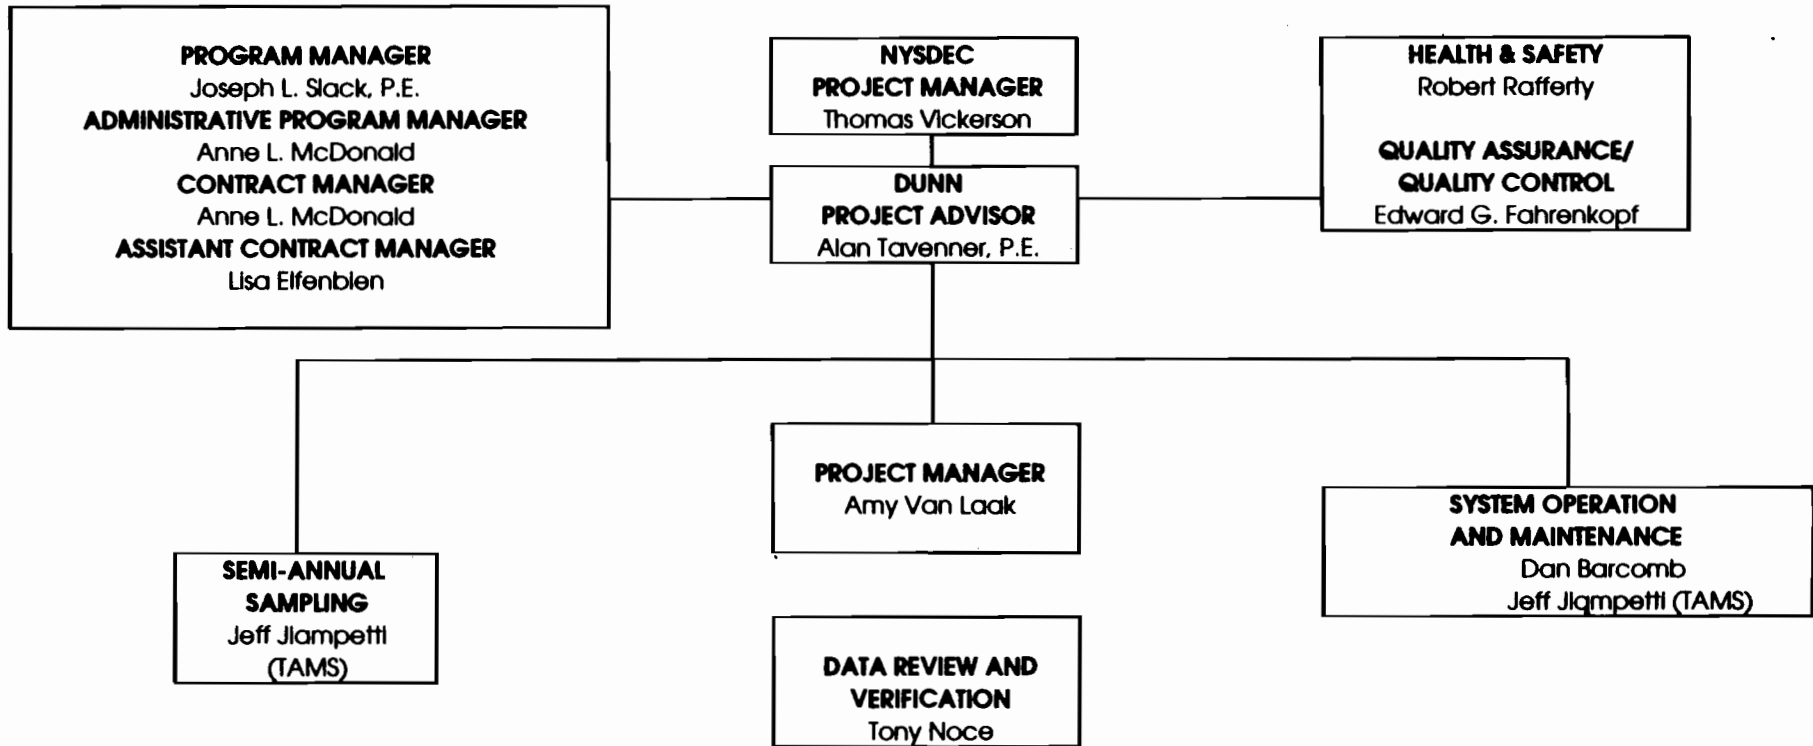 PROGRAM MANAGER
Joseph L. Slack, P.E.
ADMINISTRATIVE PROGRAM MANAGER
Anne L. McDonald
CONTRACT MANAGER
Anne L. McDonald
ASSISTANT CONTRACT MANAGER
Lisa Elfenbien
NYSDEC
PROJECT MANAGER
Thomas Vickerson
DUNN
PROJECT ADVISOR
Alan Tavenner, P.E.
HEALTH & SAFETY
Robert Rafferty
QUALITY ASSURANCE/
QUALITY CONTROL
Edward G. Fahrenkopf
SEMI-ANNUAL
SAMPLING
Jeff Jiampetti
(TAMS)
PROJECT MANAGER
Amy Van Laak
DATA REVIEW AND
VERIFICATION
Tony Noce
SYSTEM OPERATION
AND MAINTENANCE
Dan Barcomb
Jeff Jiampetti (TAMS)